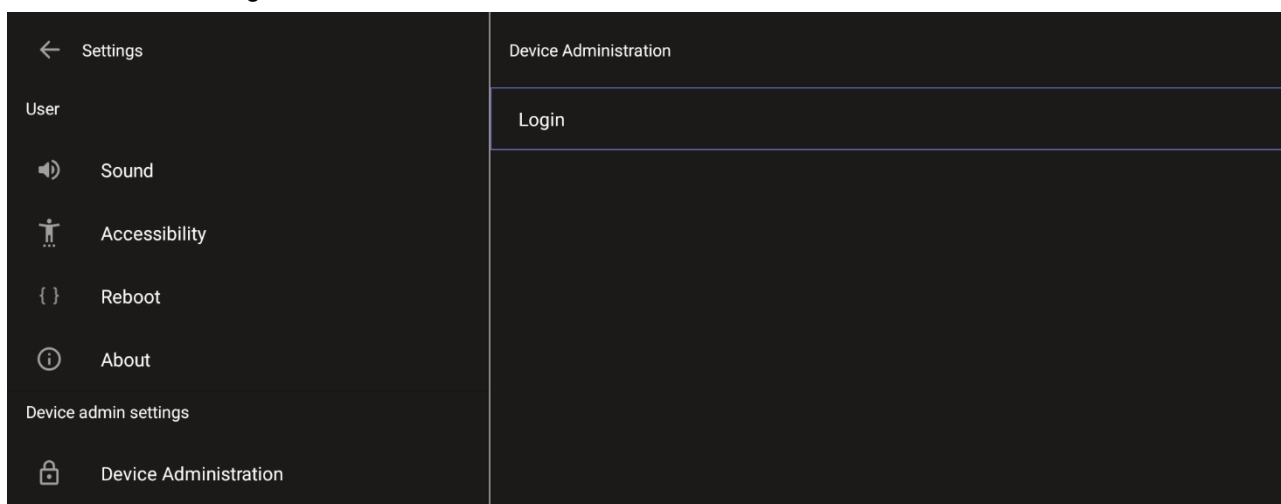 Settings
User
Sound
Accessibility
{ } Reboot
About
Device admin settings
Device Administration
Device Administration
Login